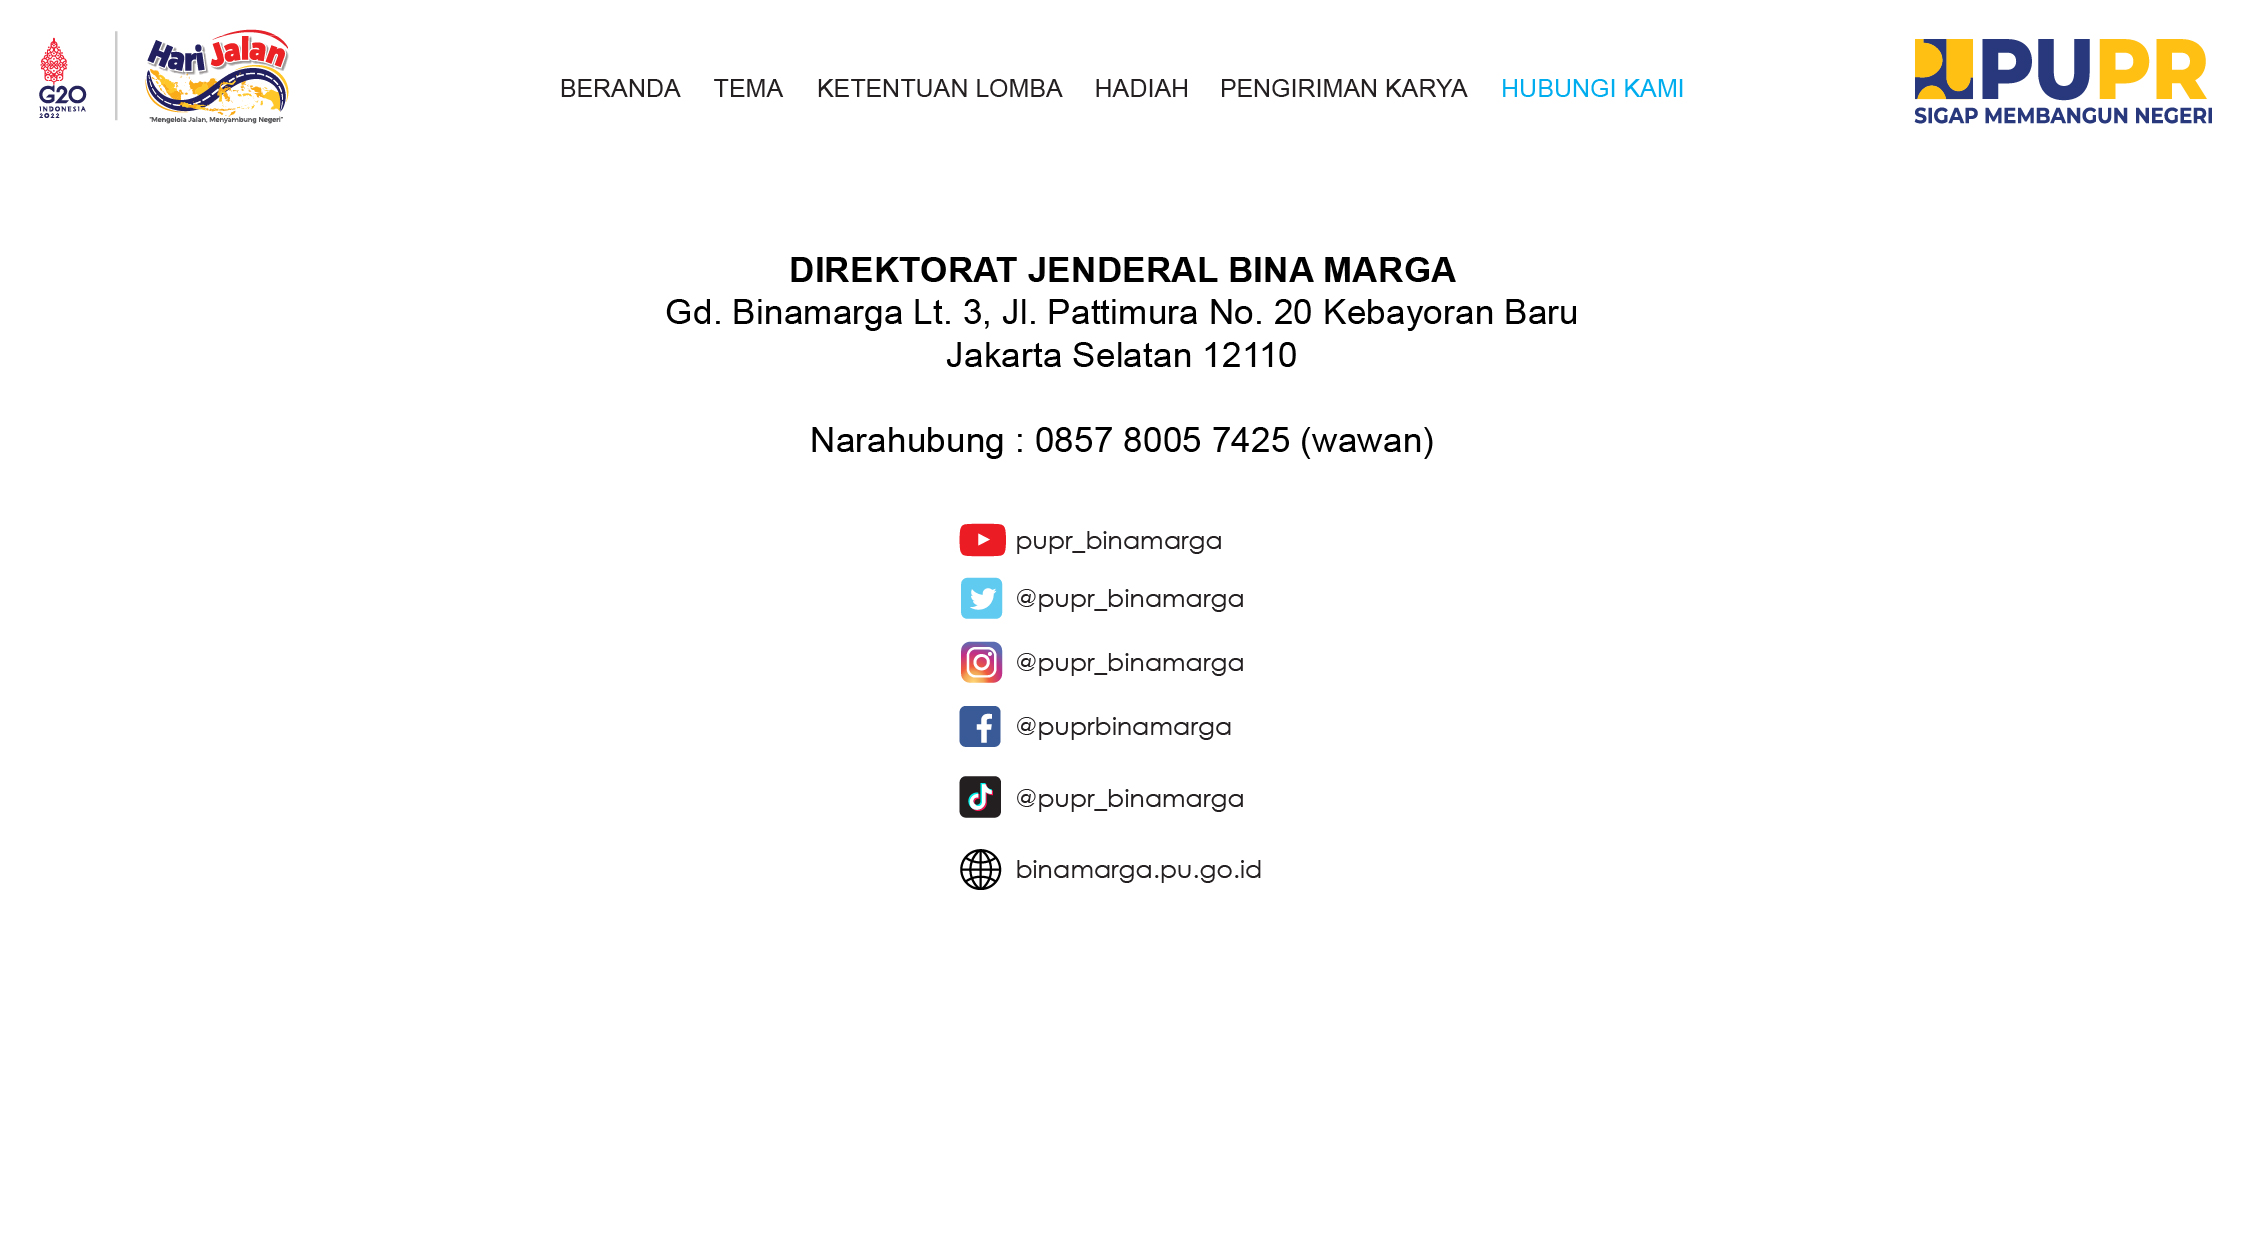 G20
INDONESIA
2022
Hari Jalan
"Mengelola Jalan, Menyambung Negeri"
BERANDA TEMA KETENTUAN LOMBA HADIAH PENGIRIMAN KARYA HUBUNGI KAMI
PUPR
SIGAP MEMBANGUN NEGERI
DIREKTORAT JENDERAL BINA MARGA
Gd. Binamarga Lt. 3, Jl. Pattimura No. 20 Kebayoran Baru
Jakarta Selatan 12110
Narahubung : 0857 8005 7425 (wawan)
pupr_binamarga
@pupr_binamarga
@pupr_binamarga
@puprbinamarga
@pupr_binamarga
binamarga.pu.go.id